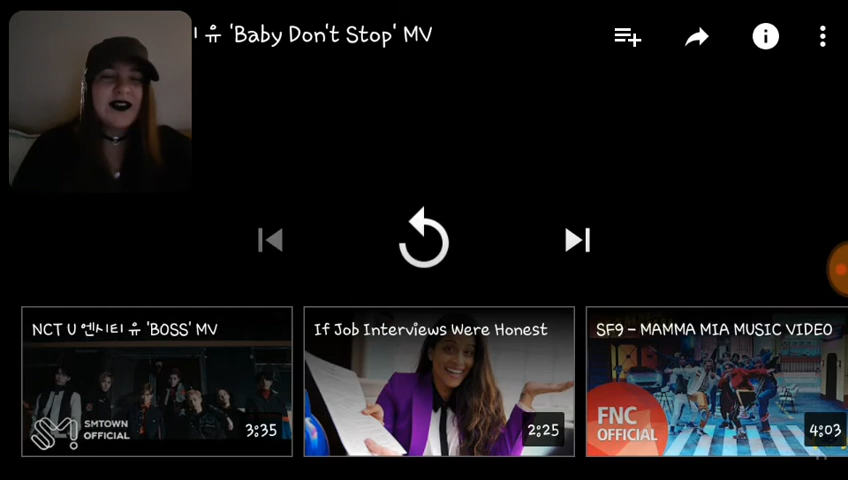 ㅣ 유 'Baby Don't Stop' MV
NCT U 엔시티 유 'BOSS' MV
SMTOWN
OFFICIAL
3:35
If Job Interviews Were Honest
2:25
SF9 - MAMMA MIA MUSIC VIDEO
FNC
OFFICIAL
4:03